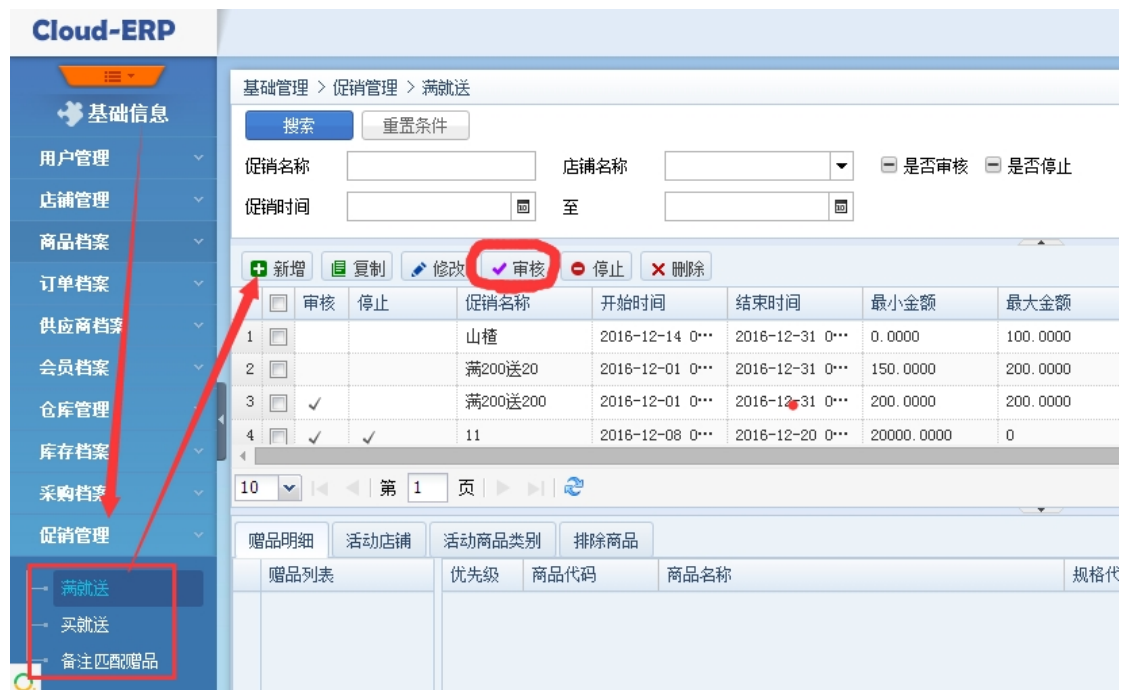 Cloud-ERP
基础信息
用户管理
店铺管理
商品档案
订单档案
供应商档案
会员档案
仓库管理
库存档案
采购档案
促销管理
满就送
买就送
备注匹配赠品
基础管理 > 促销管理 > 满就送
搜索 重置条件
促销名称 店铺名称 是否审核 是否停止
促销时间 至
新增 复制 修改 审核 停止 删除
审核 停止 促销名称 开始时间 结束时间 最小金额 最大金额
1 山楂 2016-12-14 0··· 2016-12-31 0··· 0.0000 100.0000
2 满200送20 2016-12-01 0··· 2016-12-31 0··· 150.0000 200.0000
3 满200送200 2016-12-01 0··· 2016-12-31 0··· 200.0000 200.0000
4 11 2016-12-08 0··· 2016-12-20 0··· 20000.0000 0
10 第 1 页
赠品明细 活动店铺 活动商品类别 排除商品
赠品列表 优先级 商品代码 商品名称 规格代